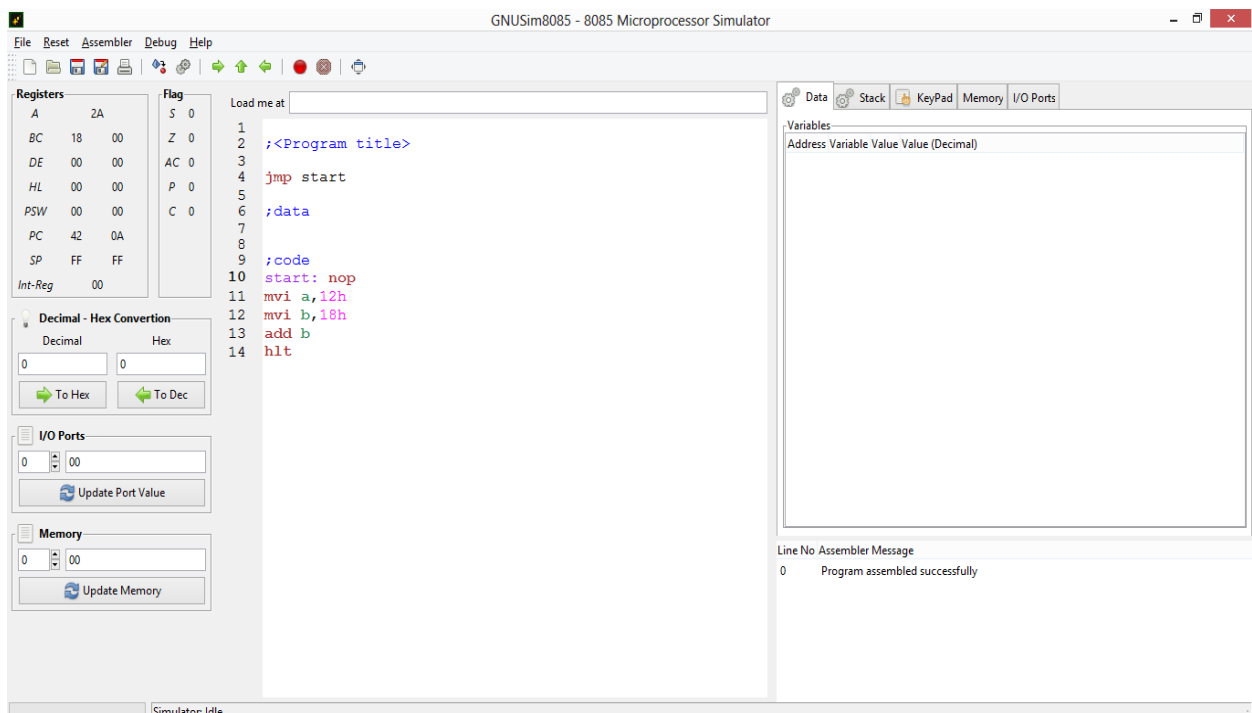 GNUSim8085 - 8085 Microprocessor Simulator
File Reset Assembler Debug Help
Registers
A 2A
BC 18 00
DE 00 00
HL 00 00
PSW 00 00
PC 42 0A
SP FF FF
Int-Reg 00
Flag
S 0
Z 0
AC 0
P 0
C 0
Decimal - Hex Convertion
Decimal Hex
0 0
To Hex To Dec
I/O Ports
0 00
Update Port Value
Memory
0 00
Update Memory
Load me at
1
2 ;<Program title>
3
4 jmp start
5
6 ;data
7
8
9 ;code
10 start: nop
11 mvi a,12h
12 mvi b,18h
13 add b
14 hlt
Data Stack KeyPad Memory I/O Ports
Variables
Address Variable Value Value (Decimal)
Line No Assembler Message
0 Program assembled successfully
Simulator: Idle